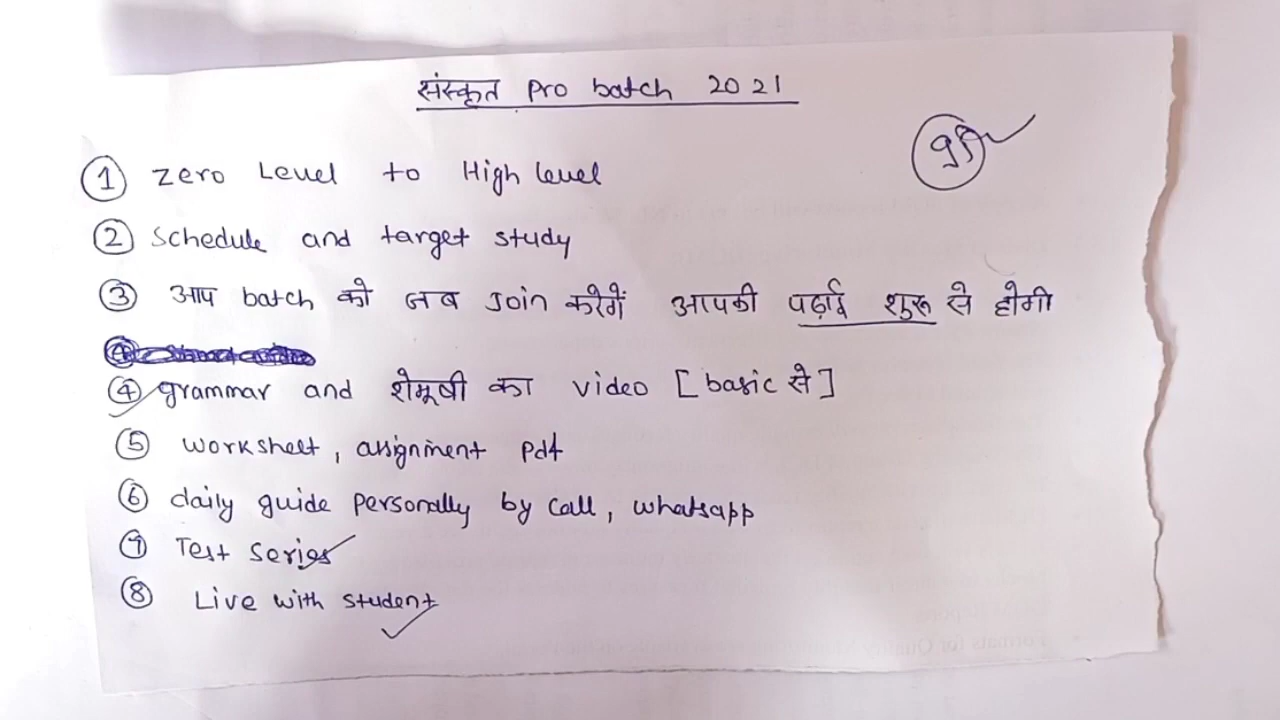 संस्कृत Pro batch 2021
① Zero Level to High level
② Schedule and target study
③ आप batch को जब Join करेगें आपकी पढ़ाई शुरू से होगी
④ grammar and शेमूषी का video [basic से]
⑤ worksheet, assignment pdf
⑥ daily guide personally by call, whatsapp
⑦ Test Series
⑧ Live with student